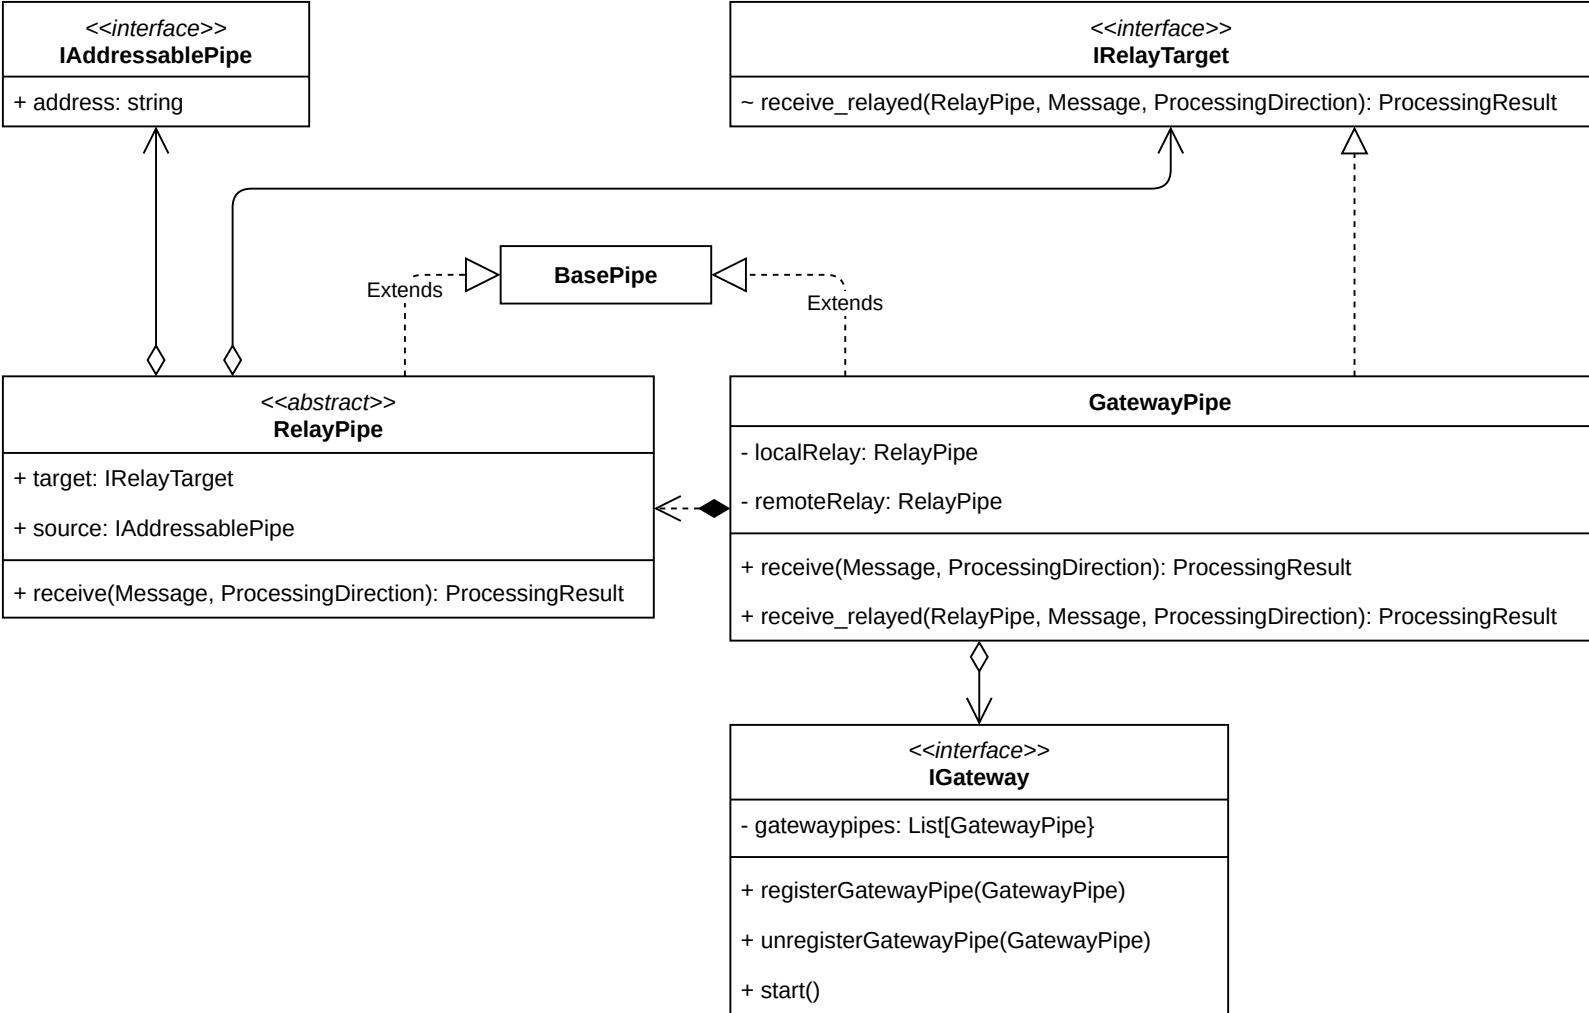 <<interface>>
IAddressablePipe
+ address: string
<<interface>>
IRelayTarget
~ receive_relayed(RelayPipe, Message, ProcessingDirection): ProcessingResult
BasePipe
Extends
Extends
<<abstract>>
RelayPipe
+ target: IRelayTarget
+ source: IAddressablePipe
+ receive(Message, ProcessingDirection): ProcessingResult
GatewayPipe
- localRelay: RelayPipe
- remoteRelay: RelayPipe
+ receive(Message, ProcessingDirection): ProcessingResult
+ receive_relayed(RelayPipe, Message, ProcessingDirection): ProcessingResult
<<interface>>
IGateway
- gatewaypipes: List[GatewayPipe}
+ registerGatewayPipe(GatewayPipe)
+ unregisterGatewayPipe(GatewayPipe)
+ start()